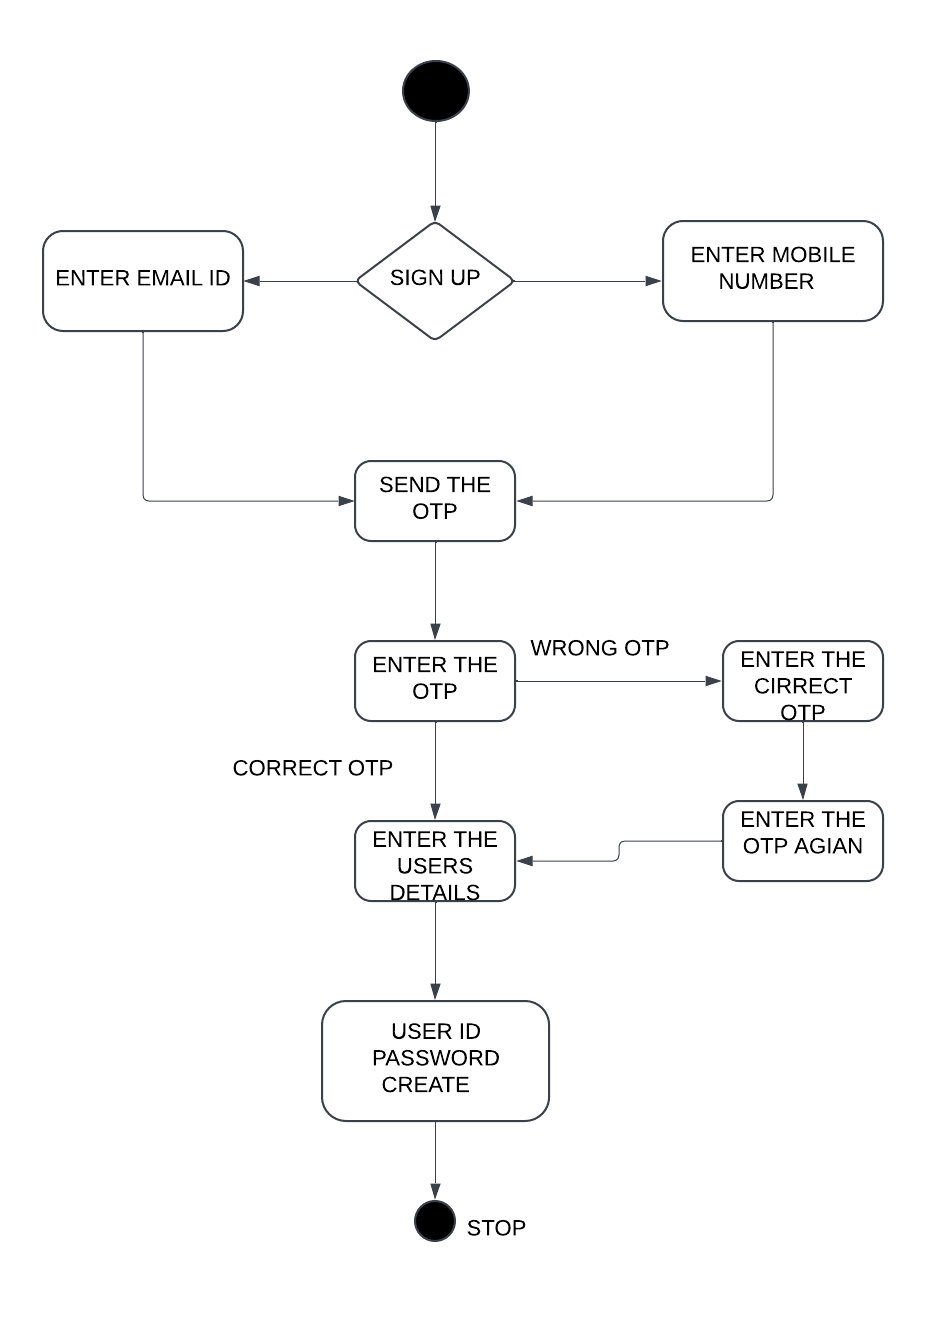 ENTER EMAIL ID
SIGN UP
ENTER MOBILE
NUMBER
SEND THE
OTP
ENTER THE
OTP
WRONG OTP
ENTER THE
CIRRECT
OTP
CORRECT OTP
ENTER THE
USERS
DETAILS
ENTER THE
OTP AGIAN
USER ID
PASSWORD
CREATE
STOP